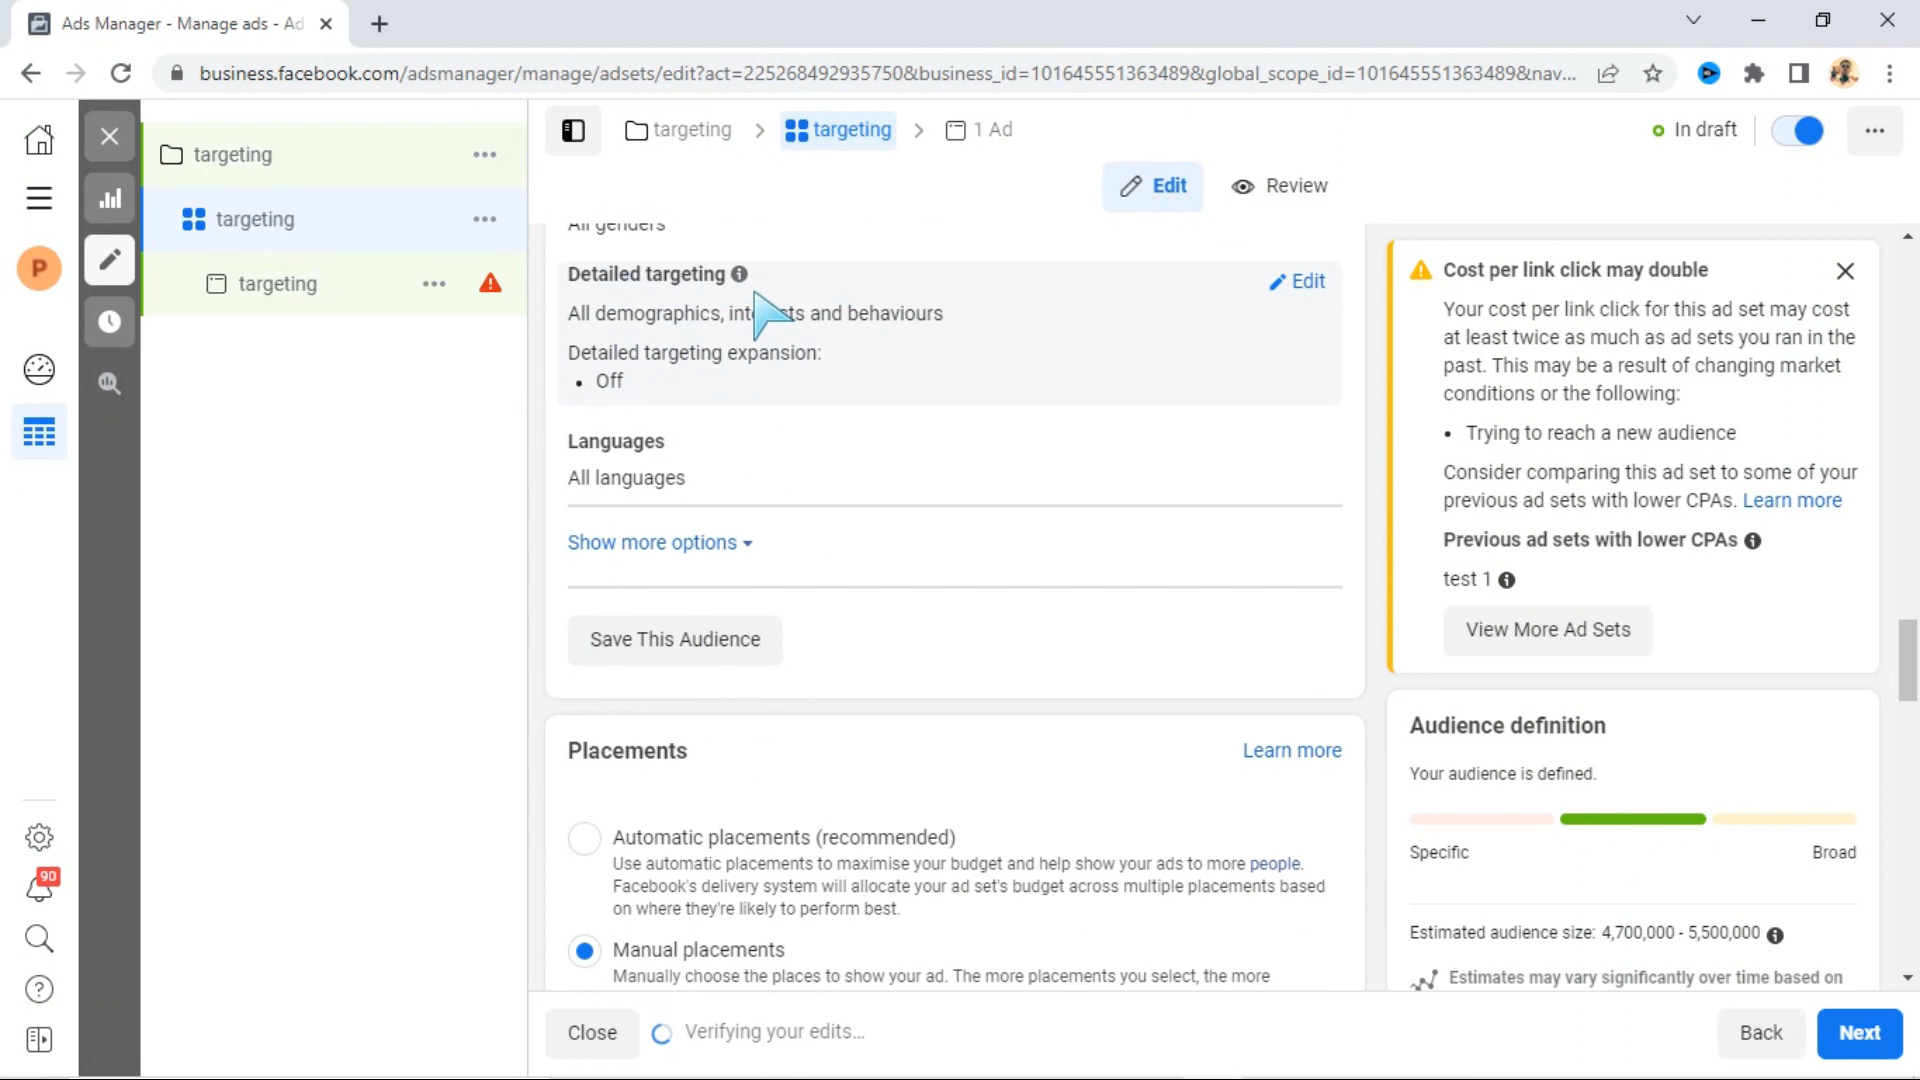 Ads Manager - Manage ads - Ad
business.facebook.com/adsmanager/manage/adsets/edit?act=225268492935750&business_id=101645551363489&global_scope_id=101645551363489&nav...
P
90
targeting
targeting
targeting
targeting > targeting > 1 Ad
In draft
Edit
Review
All genders
Detailed targeting
Edit
All demographics, interests and behaviours
Detailed targeting expansion:
• Off
Languages
All languages
Show more options
Save This Audience
Placements
Learn more
Automatic placements (recommended)
Use automatic placements to maximise your budget and help show your ads to more people.
Facebook's delivery system will allocate your ad set's budget across multiple placements based
on where they're likely to perform best.
Manual placements
Manually choose the places to show your ad. The more placements you select, the more
Cost per link click may double
Your cost per link click for this ad set may cost
at least twice as much as ad sets you ran in the
past. This may be a result of changing market
conditions or the following:
• Trying to reach a new audience
Consider comparing this ad set to some of your
previous ad sets with lower CPAs. Learn more
Previous ad sets with lower CPAs
test 1
View More Ad Sets
Audience definition
Your audience is defined.
Specific
Broad
Estimated audience size: 4,700,000 - 5,500,000
Estimates may vary significantly over time based on
Close
Verifying your edits...
Back
Next